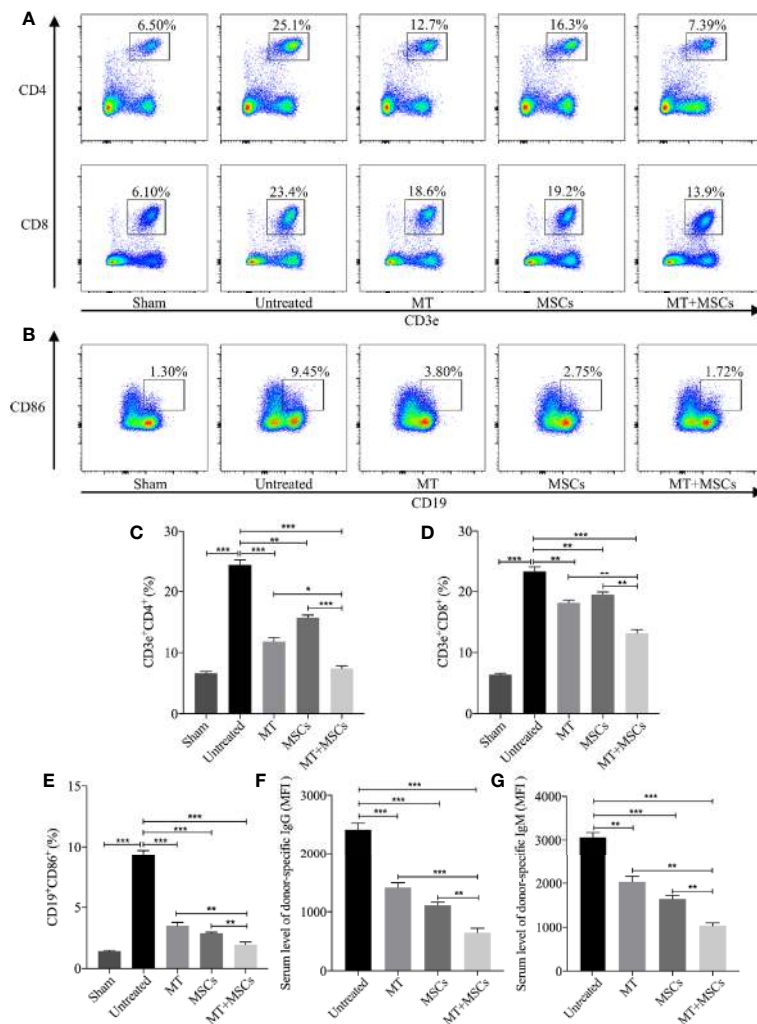 A
6.50% 25.1% 12.7% 16.3% 7.39%
CD4
6.10% 23.4% 18.6% 19.2% 13.9%
CD8
Sham Untreated MT MSCs MT+MSCs
CD3e
B
1.30% 9.45% 3.80% 2.75% 1.72%
CD86
Sham Untreated MT MSCs MT+MSCs
CD19
C
CD3e⁺CD4⁺ (%)
30
20
10
0
***
**
*** ***
*
***
Sham Untreated MT MSCs MT+MSCs
D
CD3e⁺CD8⁺ (%)
30
20
10
0
***
**
*** **
**
**
Sham Untreated MT MSCs MT+MSCs
E
CD19⁺CD86⁺ (%)
15
10
5
0
***
***
*** ***
**
**
Sham Untreated MT MSCs MT+MSCs
F
Serum level of donor-specific IgG (MFI)
3000
2000
1000
0
***
***
***
***
**
Untreated MT MSCs MT+MSCs
G
Serum level of donor-specific IgM (MFI)
4000
3000
2000
1000
0
***
***
**
**
**
Untreated MT MSCs MT+MSCs